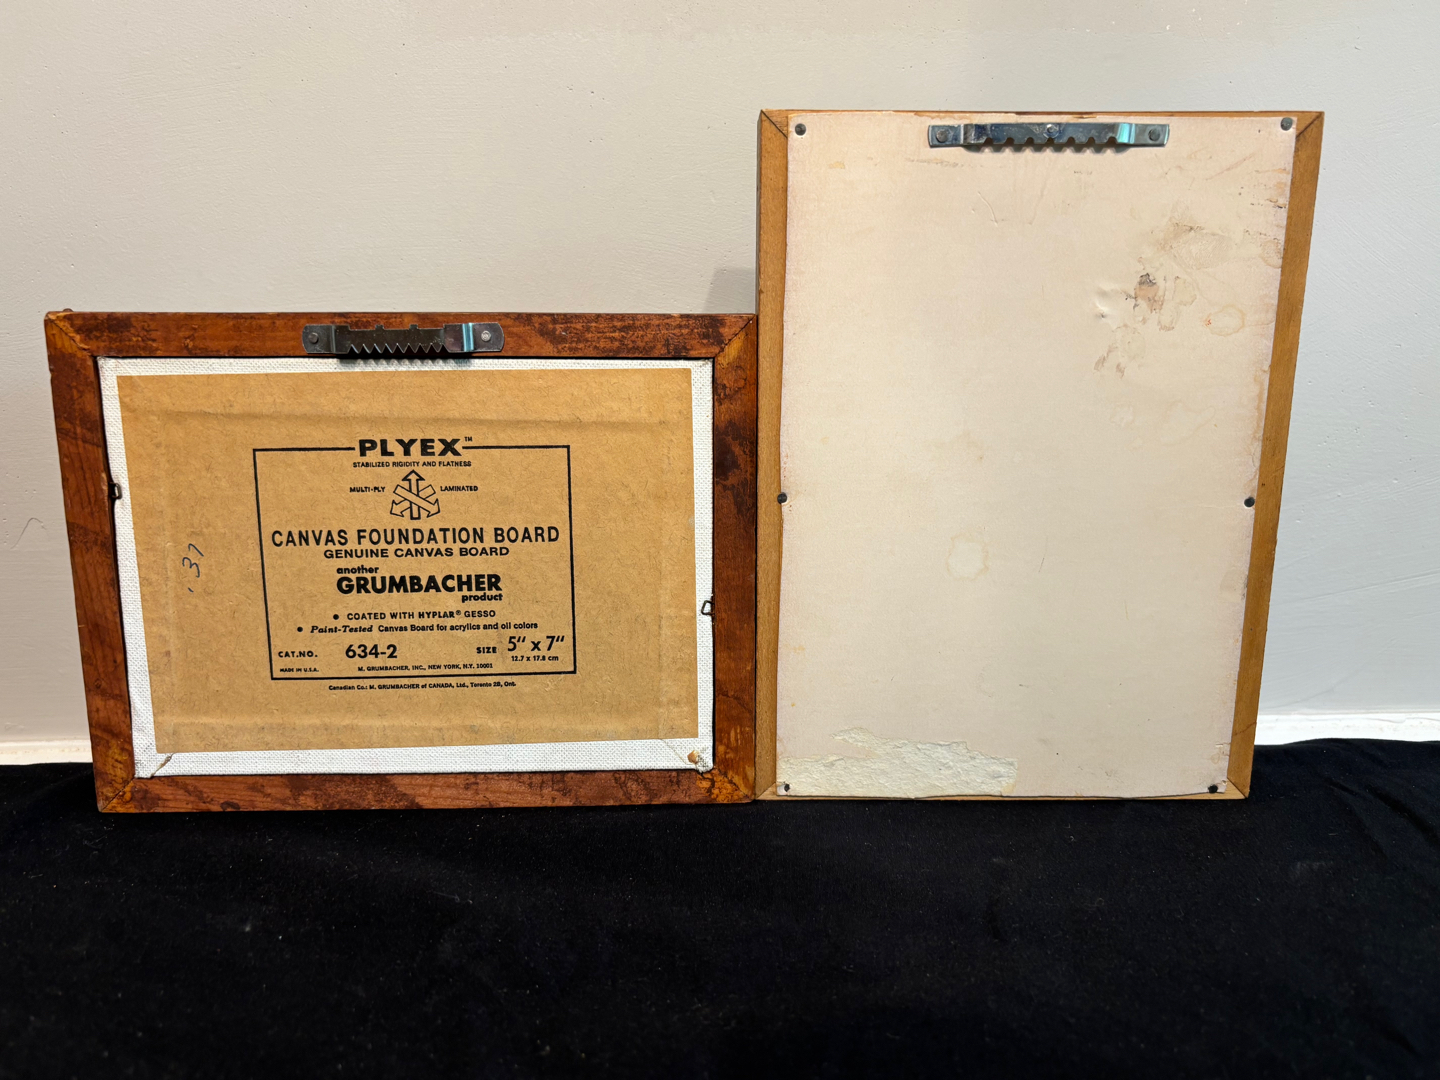 PLYEX™
STABILIZED RIGIDITY AND FLATNESS
MULTI-PLY LAMINATED
CANVAS FOUNDATION BOARD
GENUINE CANVAS BOARD
another
GRUMBACHER
product
• COATED WITH HYPLAR® GESSO
• Paint-Tested Canvas Board for acrylics and oil colors
CAT.NO. 634-2 SIZE 5" x 7"
12.7 x 17.8 cm
MADE IN U.S.A. M. GRUMBACHER, INC., NEW YORK, N.Y. 10001
Canadian Co.: M. GRUMBACHER of CANADA, Ltd., Toronto 2B, Ont.